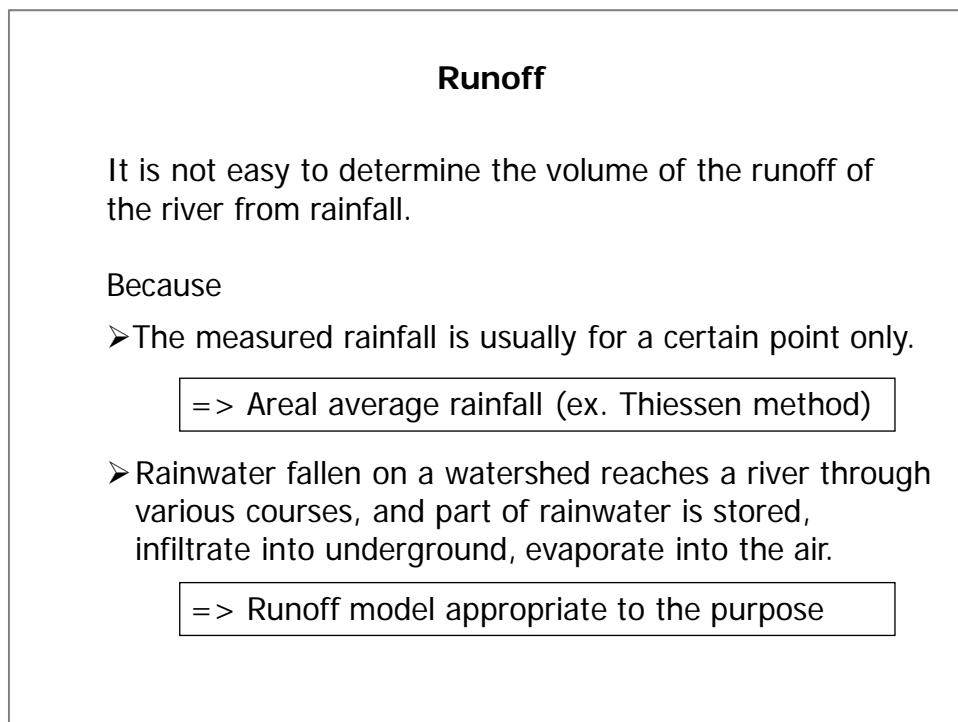 Runoff
It is not easy to determine the volume of the runoff of
the river from rainfall.
Because
➢The measured rainfall is usually for a certain point only.
=> Areal average rainfall (ex. Thiessen method)
➢ Rainwater fallen on a watershed reaches a river through
various courses, and part of rainwater is stored,
infiltrate into underground, evaporate into the air.
=> Runoff model appropriate to the purpose